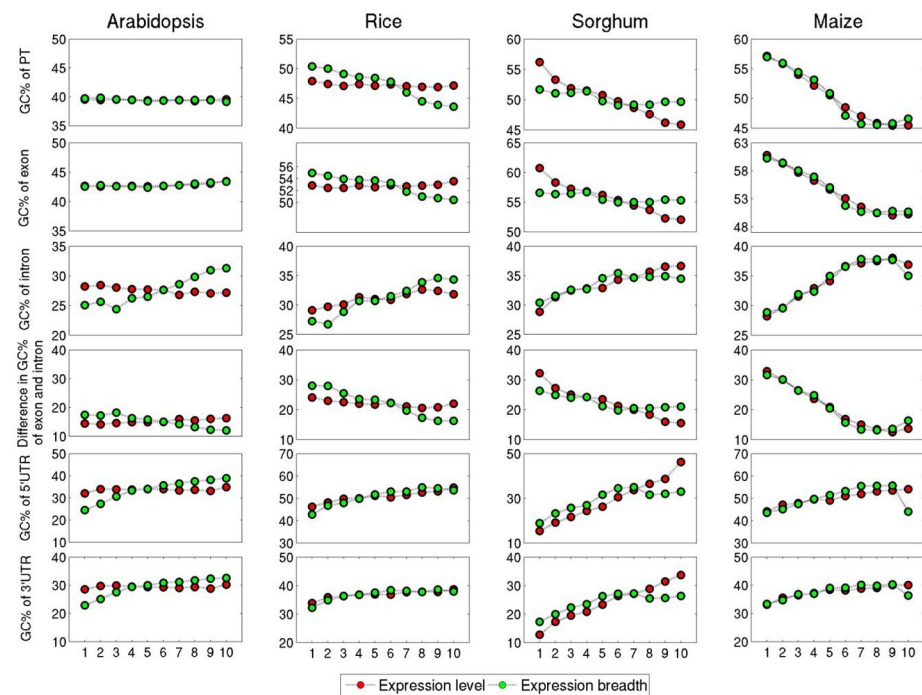 Arabidopsis Rice Sorghum Maize
GC% of PT
50 55 60 60
45 50 55 55
40 45 50 50
35 40 45 45
GC% of exon
50 56 65 63
45 54 60 58
40 52 55 53
35 50 50 48
GC% of intron
35 40 40 40
30 35 35 35
25 30 30 30
20 25 25 25
Difference in GC%
of exon and intron
40 40 40 40
30 30 30 30
20 20 20 20
10 10 10 10
GC% of 5'UTR
50 70 50 70
40 60 60
30 50 30 50
20 40 40
10 30 10 30
GC% of 3'UTR
40 50 40 50
30 40 30 40
20 30 20 30
10 20 10 20
1 2 3 4 5 6 7 8 9 10 1 2 3 4 5 6 7 8 9 10 1 2 3 4 5 6 7 8 9 10 1 2 3 4 5 6 7 8 9 10
Expression level Expression breadth